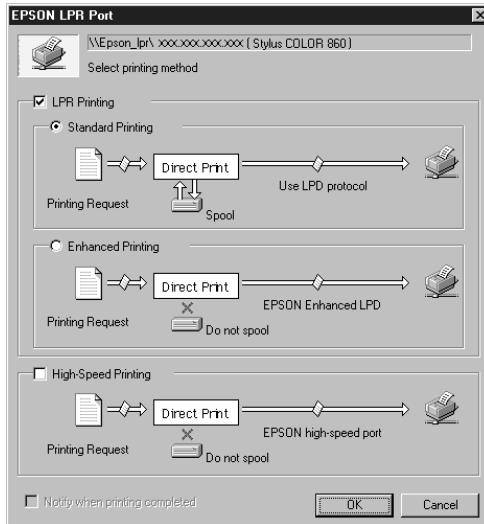 EPSON LPR Port
\\Epson_lpr\ xxx.xxx.xxx.xxx ( Stylus COLOR 860 )
Select printing method
LPR Printing
Standard Printing
Direct Print
Use LPD protocol
Printing Request
Spool
Enhanced Printing
Direct Print
EPSON Enhanced LPD
Printing Request
Do not spool
High-Speed Printing
Direct Print
EPSON high-speed port
Printing Request
Do not spool
Notify when printing completed
OK
Cancel